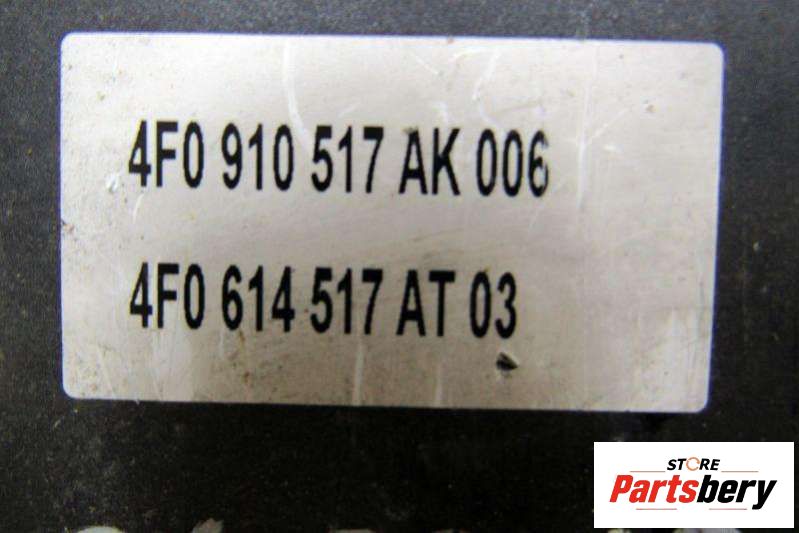 4F0 910 517 AK 006
4F0 614 517 AT 03
STORE
Partsbery